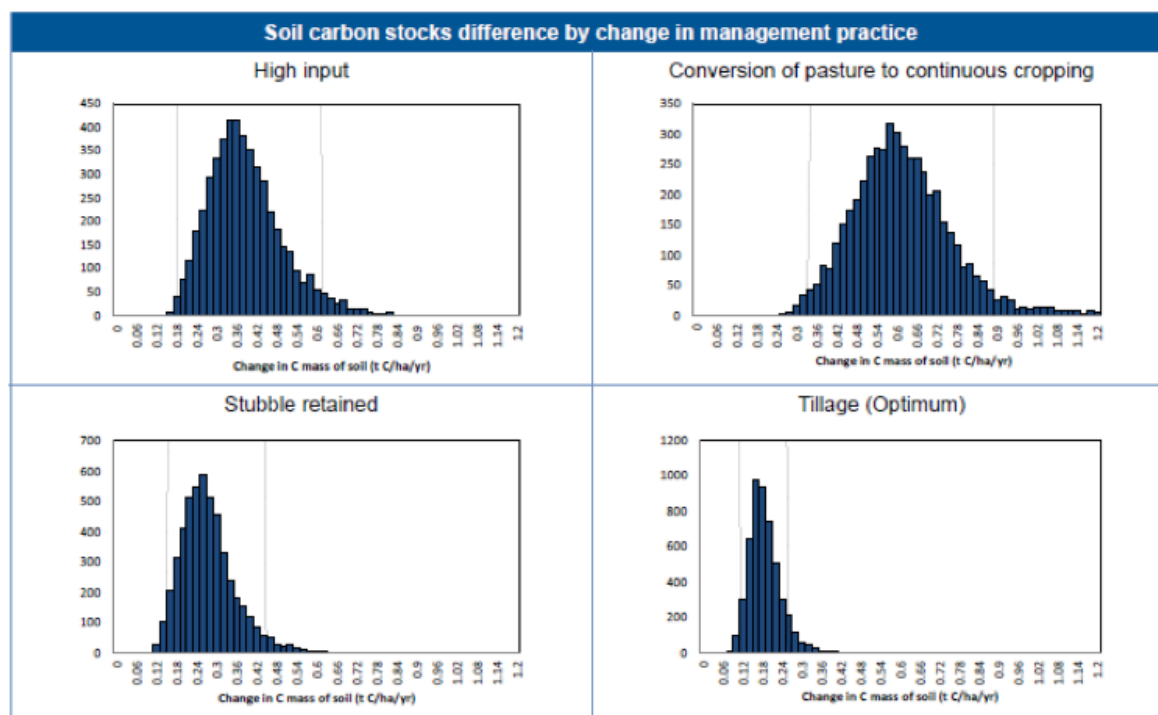 Soil carbon stocks difference by change in management practice
High input
450
400
350
300
250
200
150
100
50
0
0 0.06 0.12 0.18 0.24 0.3 0.36 0.42 0.48 0.54 0.6 0.66 0.72 0.78 0.84 0.9 0.96 1.02 1.08 1.14 1.2
Change in C mass of soil (t C/ha/yr)
Conversion of pasture to continuous cropping
350
300
250
200
150
100
50
0
0 0.06 0.12 0.18 0.24 0.3 0.36 0.42 0.48 0.54 0.6 0.66 0.72 0.78 0.84 0.9 0.96 1.02 1.08 1.14 1.2
Change in C mass of soil (t C/ha/yr)
Stubble retained
700
600
500
400
300
200
100
0
0 0.06 0.12 0.18 0.24 0.3 0.36 0.42 0.48 0.54 0.6 0.66 0.72 0.78 0.84 0.9 0.96 1.02 1.08 1.14 1.2
Change in C mass of soil (t C/ha/yr)
Tillage (Optimum)
1200
1000
800
600
400
200
0
0 0.06 0.12 0.18 0.24 0.3 0.36 0.42 0.48 0.54 0.6 0.66 0.72 0.78 0.84 0.9 0.96 1.02 1.08 1.14 1.2
Change in C mass of soil (t C/ha/yr)